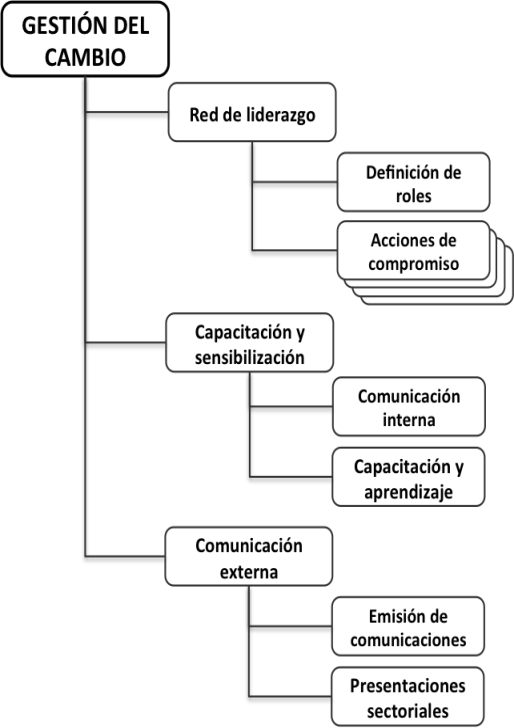 GESTIÓN DEL
CAMBIO
Red de liderazgo
Definición de
roles
Acciones de
compromiso
Capacitación y
sensibilización
Comunicación
interna
Capacitación y
aprendizaje
Comunicación
externa
Emisión de
comunicaciones
Presentaciones
sectoriales